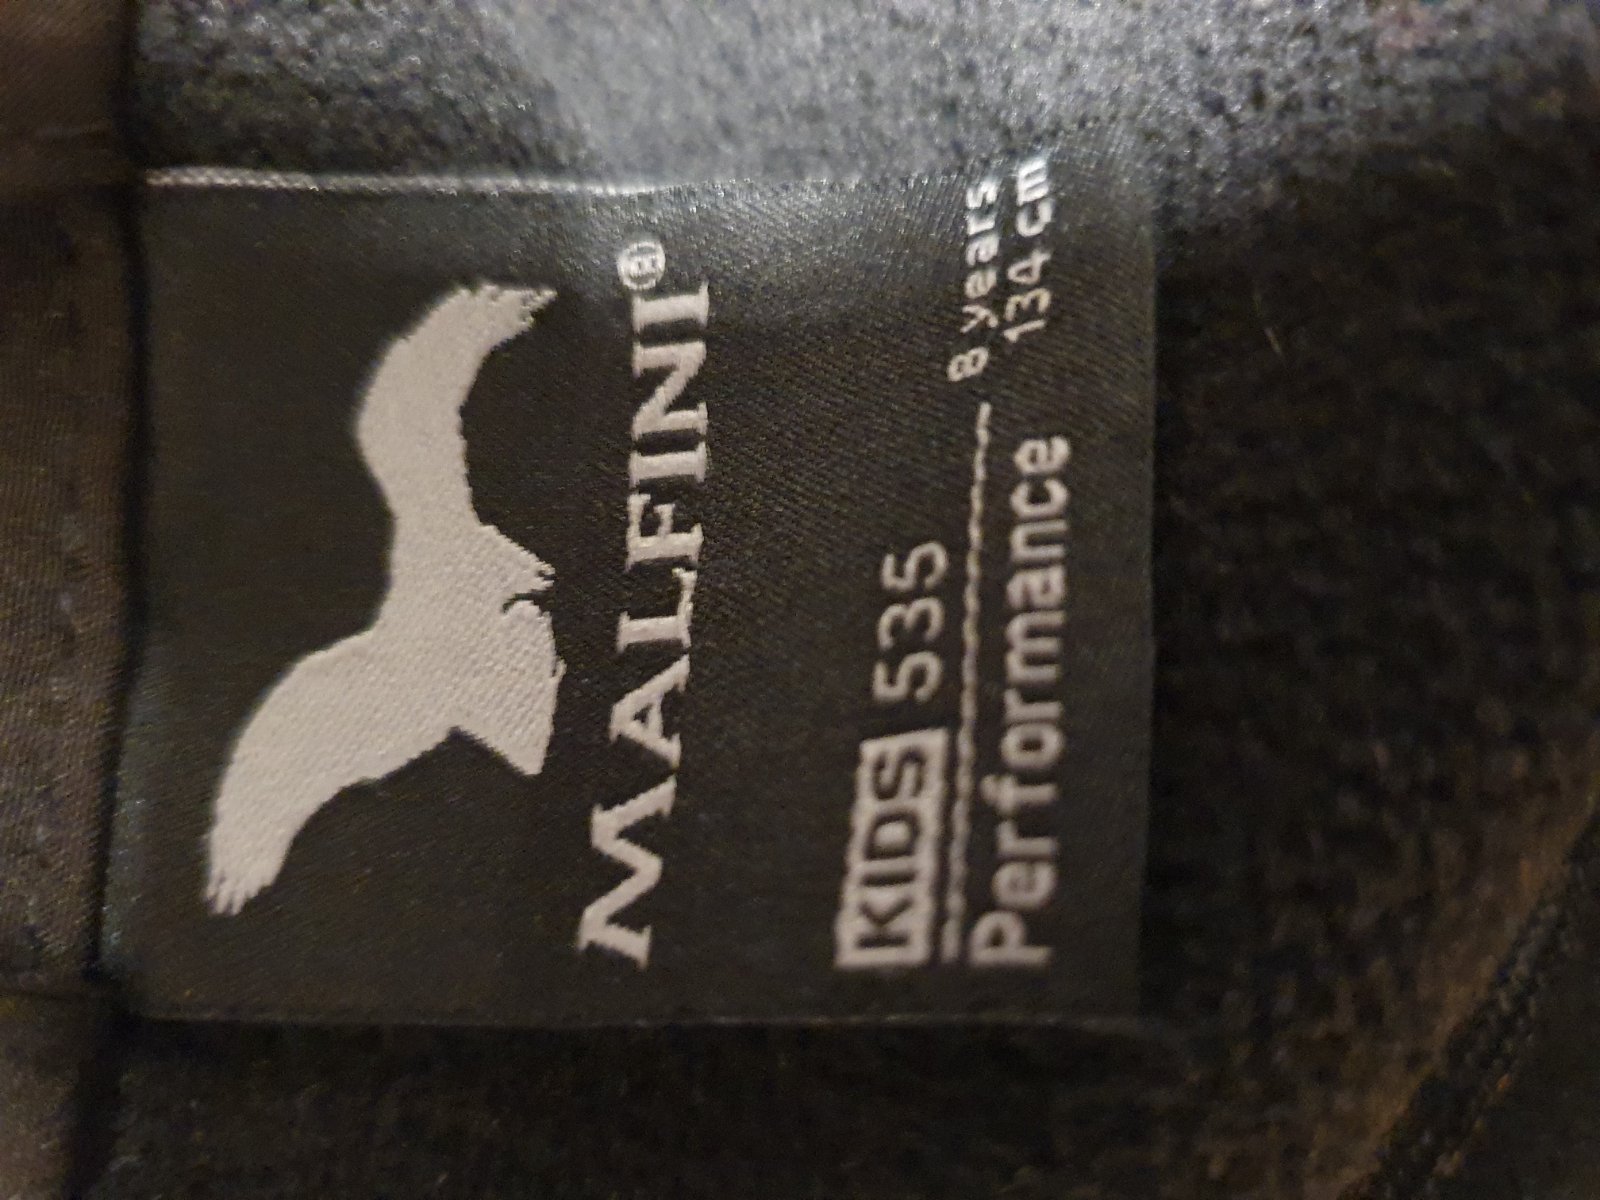 MALFINI®
KIDS 535
8 years
Performance 134 cm